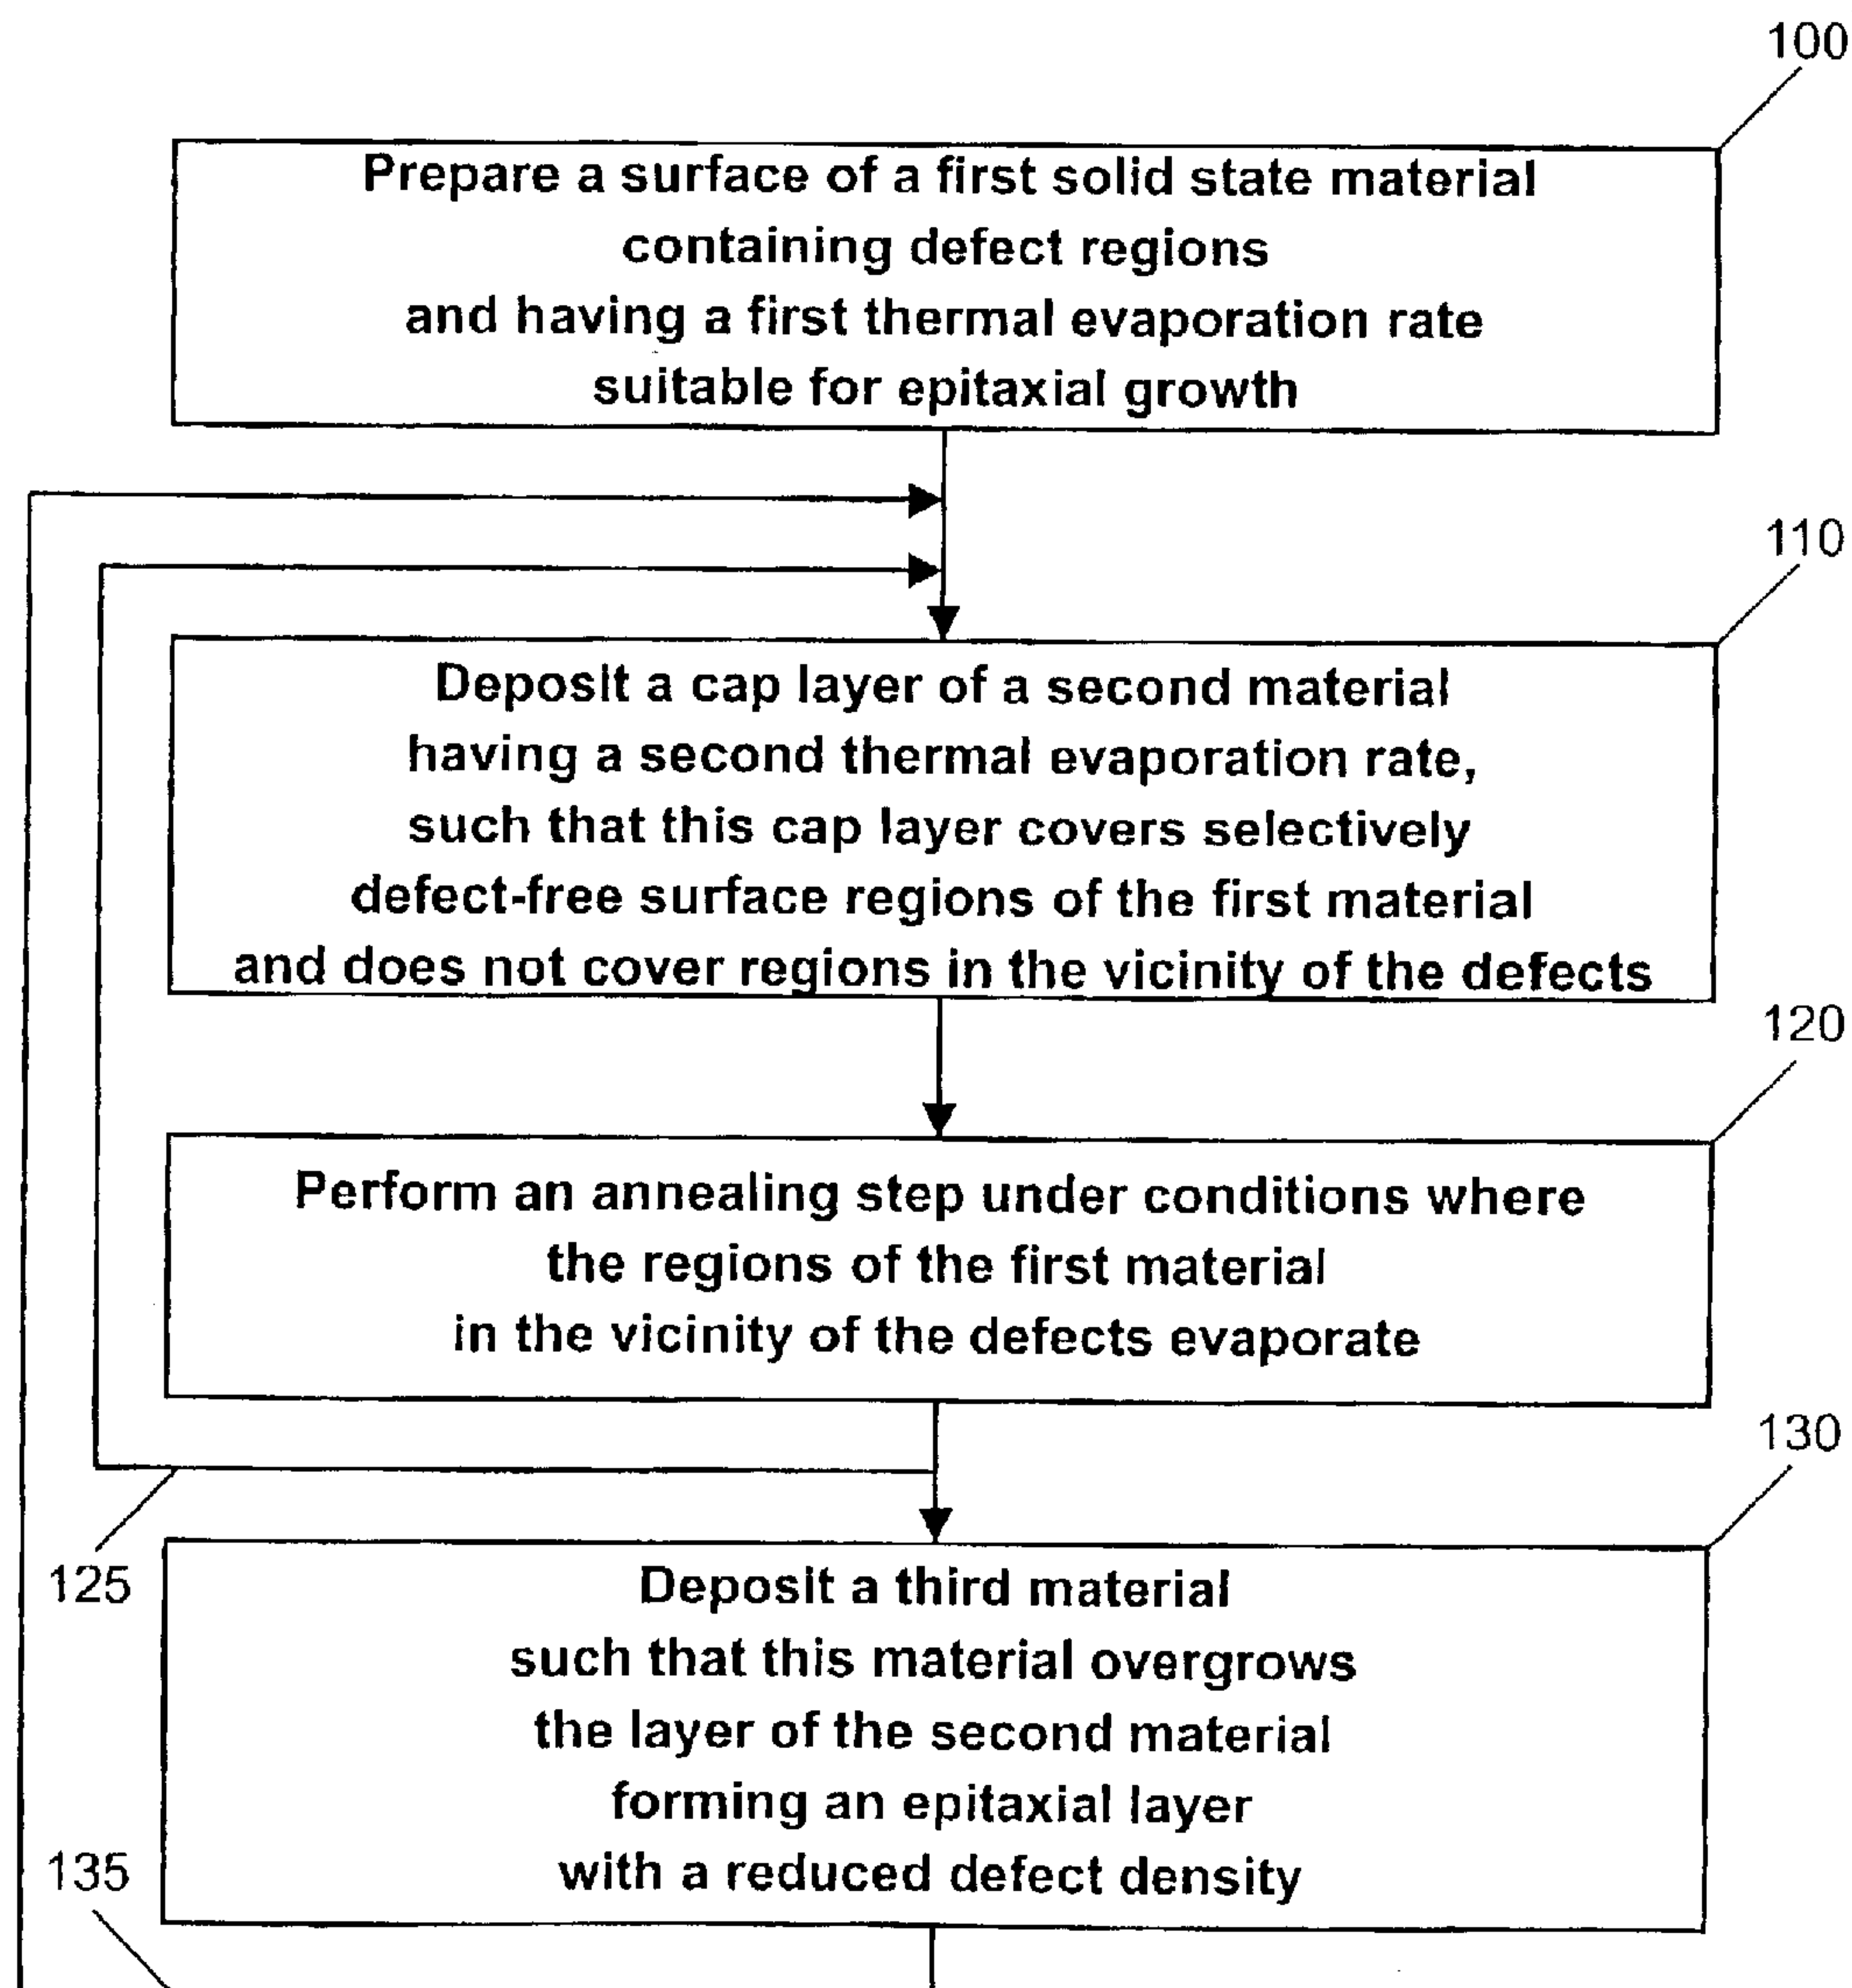 100
Prepare a surface of a first solid state material
containing defect regions
and having a first thermal evaporation rate
suitable for epitaxial growth
110
Deposit a cap layer of a second material
having a second thermal evaporation rate,
such that this cap layer covers selectively
defect-free surface regions of the first material
and does not cover regions in the vicinity of the defects
120
Perform an annealing step under conditions where
the regions of the first material
in the vicinity of the defects evaporate
125
130
Deposit a third material
such that this material overgrows
the layer of the second material
forming an epitaxial layer
with a reduced defect density
135